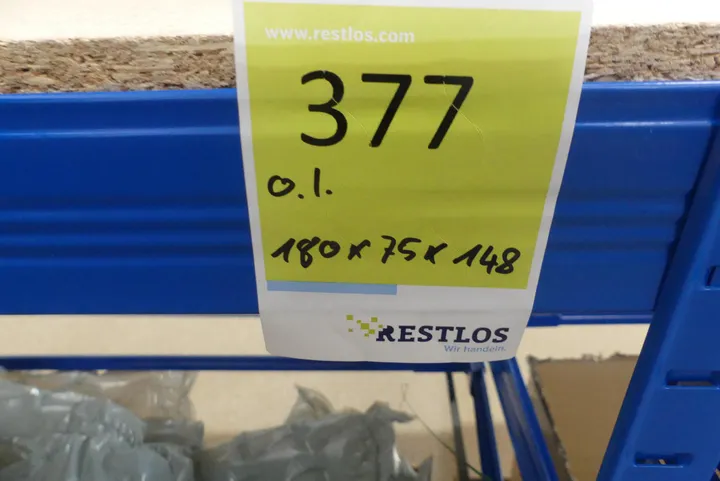 www.restlos.com
377
o.l.
180 x 75 x 148
RESTLOS
Wir handeln.